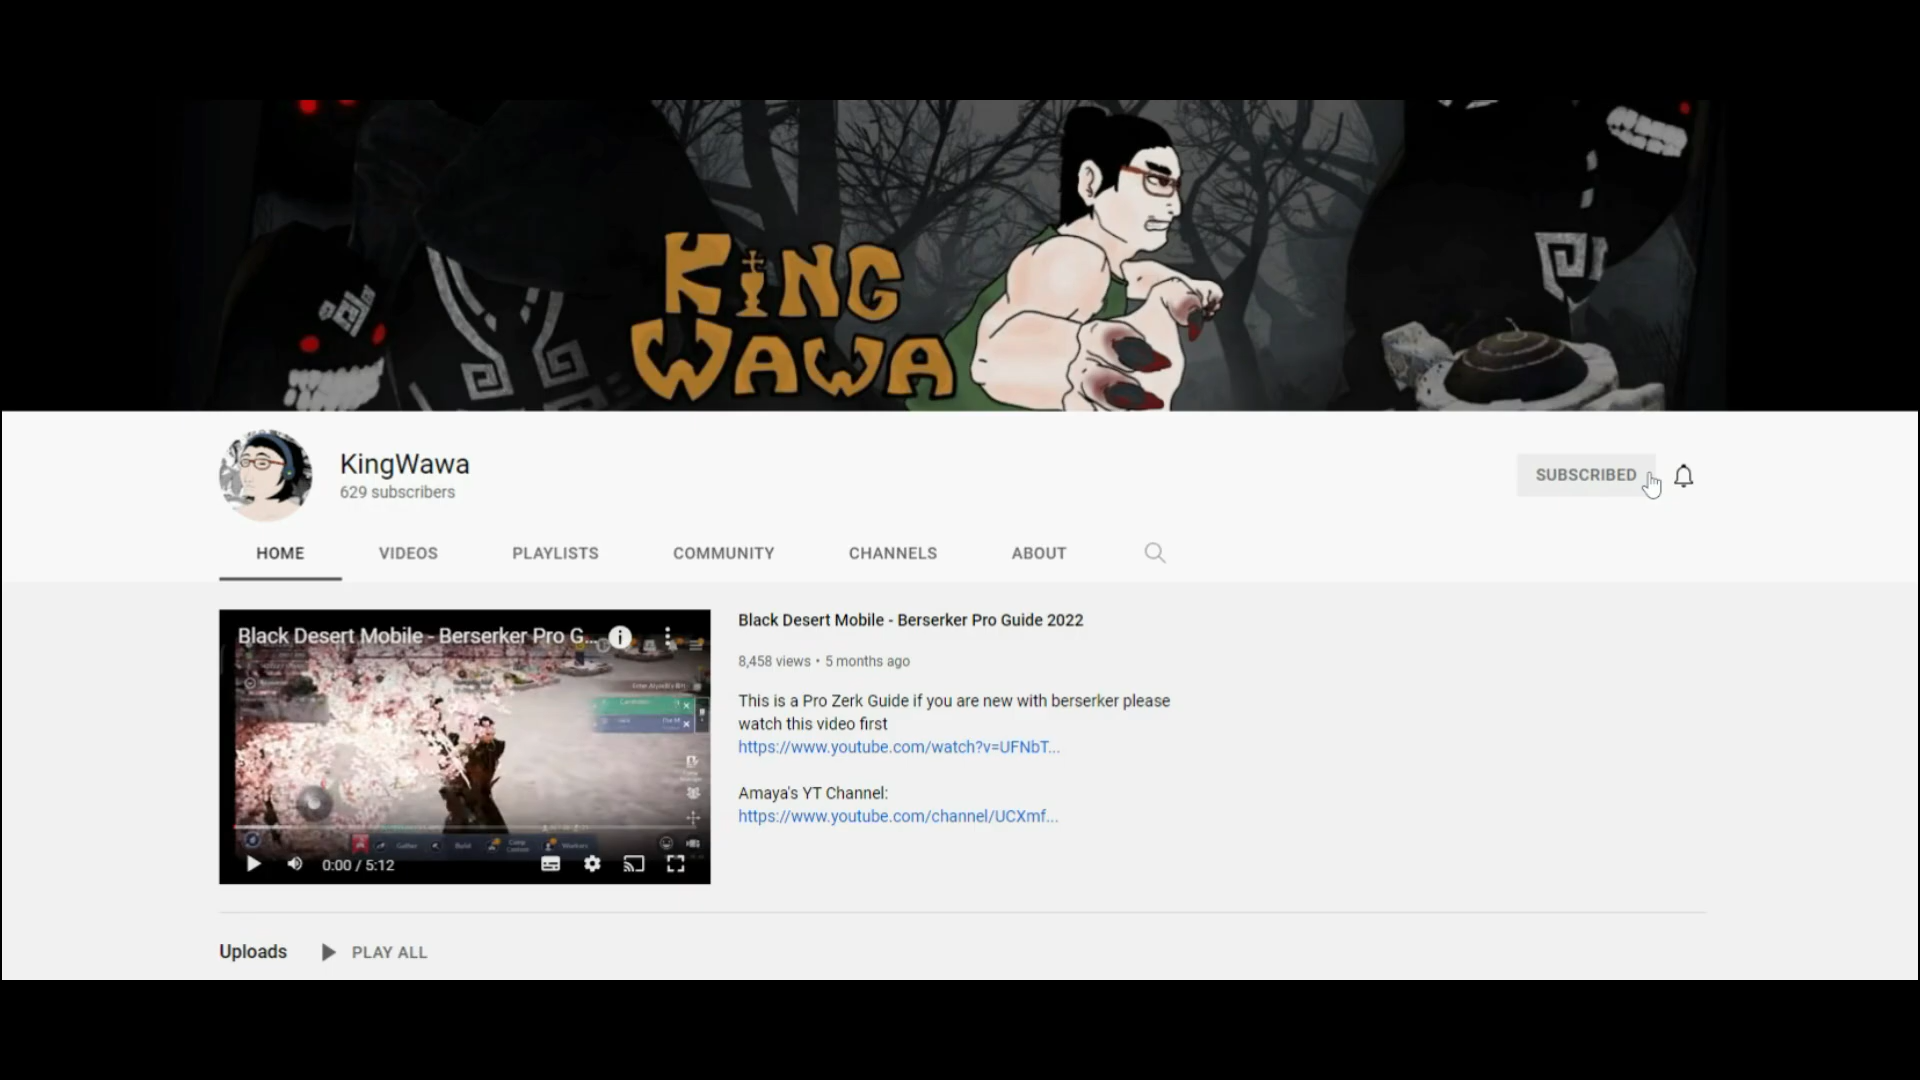 KING
WAWA
KingWawa
629 subscribers
SUBSCRIBED
HOME VIDEOS PLAYLISTS COMMUNITY CHANNELS ABOUT
Black Desert Mobile - Berserker Pro G...
0:00 / 5:12
Black Desert Mobile - Berserker Pro Guide 2022
8,458 views • 5 months ago
This is a Pro Zerk Guide if you are new with berserker please
watch this video first
https://www.youtube.com/watch?v=UFNbT...
Amaya's YT Channel:
https://www.youtube.com/channel/UCXmf...
Uploads PLAY ALL